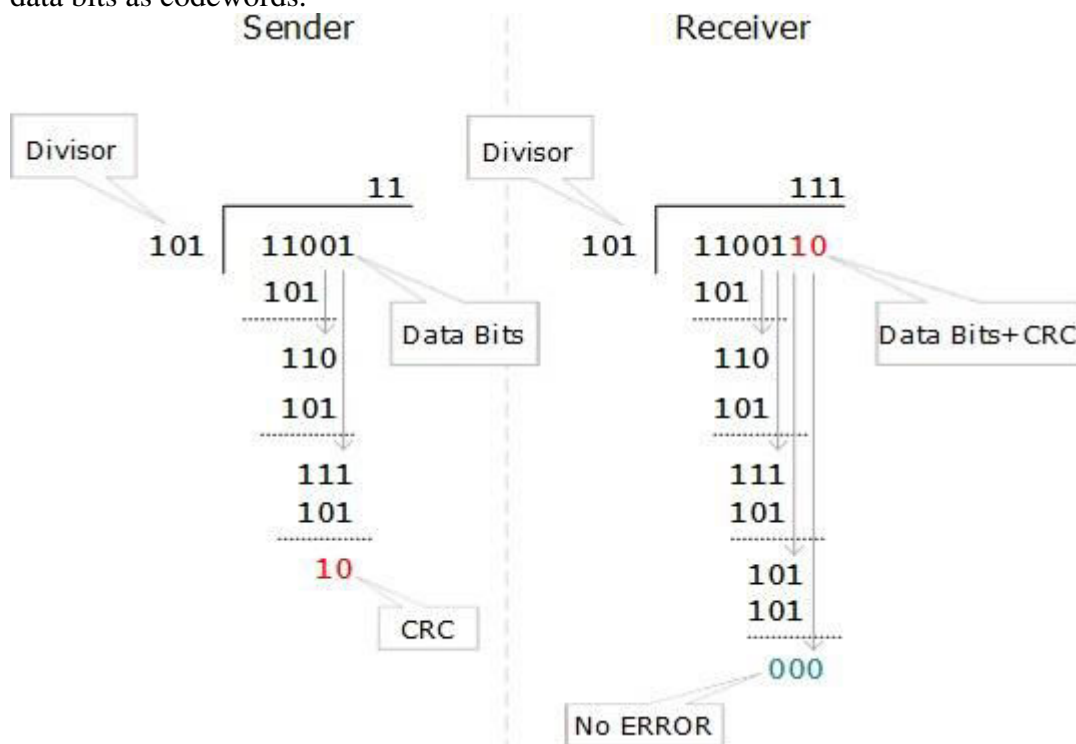 data bits as codewords.
Sender
Receiver
Divisor
11
101
11001
101
Data Bits
110
101
111
101
10
CRC
Divisor
111
101
1100110
101
Data Bits+CRC
110
101
111
101
101
101
000
No ERROR